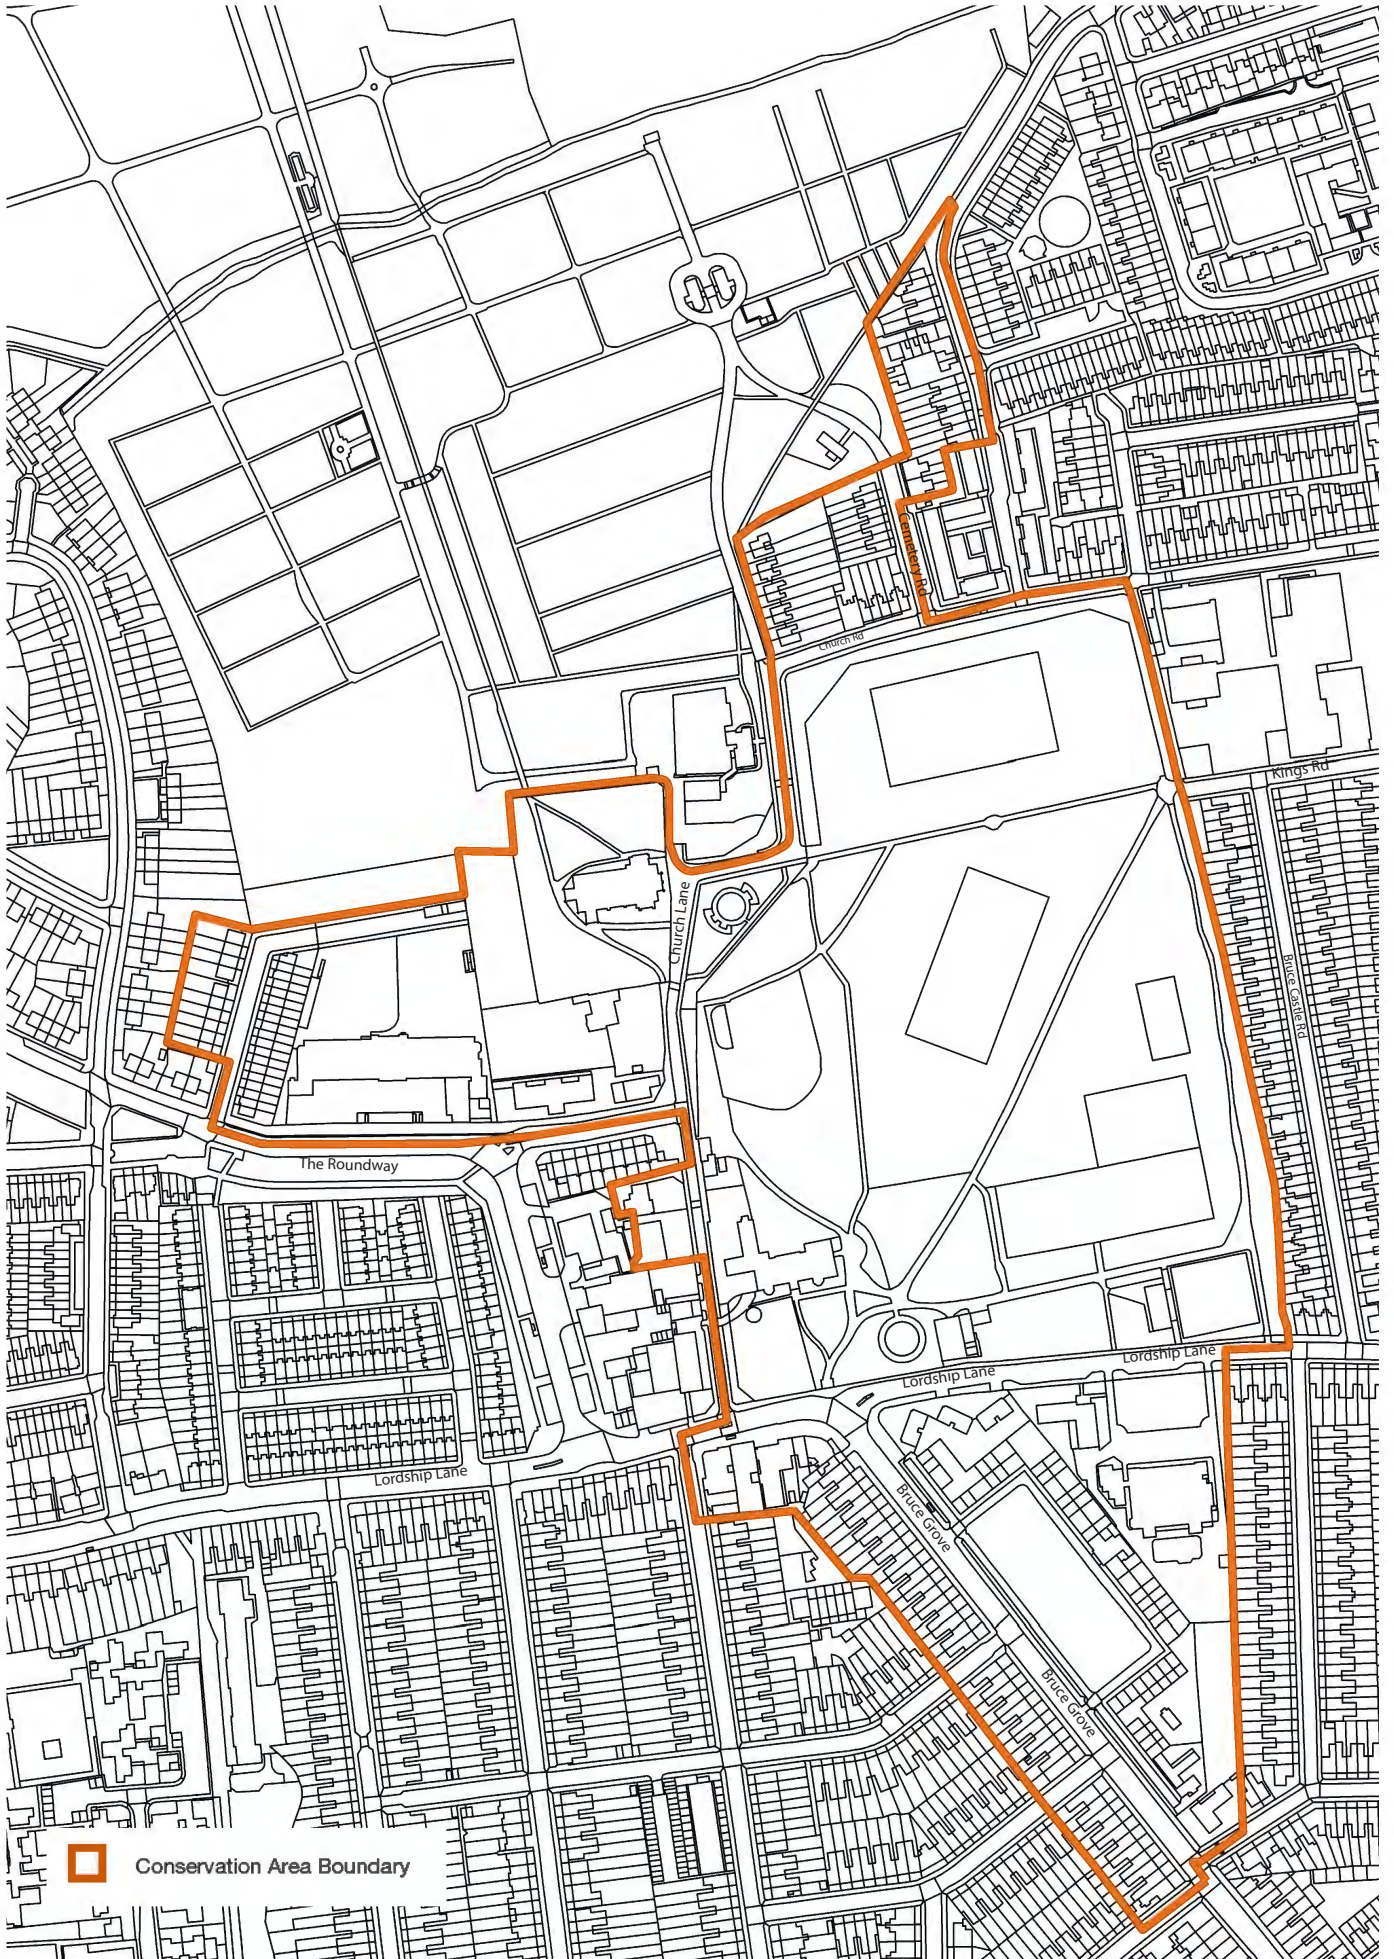 Cemetery Rd
Church Rd
Kings Rd
Church Lane
Bruce Castle Rd
The Roundway
Lordship Lane
Lordship Lane
Lordship Lane
Bruce Grove
Bruce Grove
Conservation Area Boundary